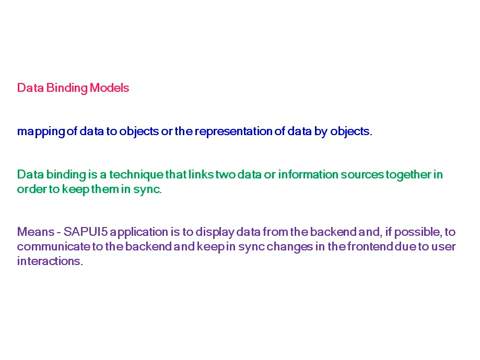 Data Binding Models
mapping of data to objects or the representation of data by objects.
Data binding is a technique that links two data or information sources together in
order to keep them in sync.
Means - SAPUI5 application is to display data from the backend and, if possible, to
communicate to the backend and keep in sync changes in the frontend due to user
interactions.